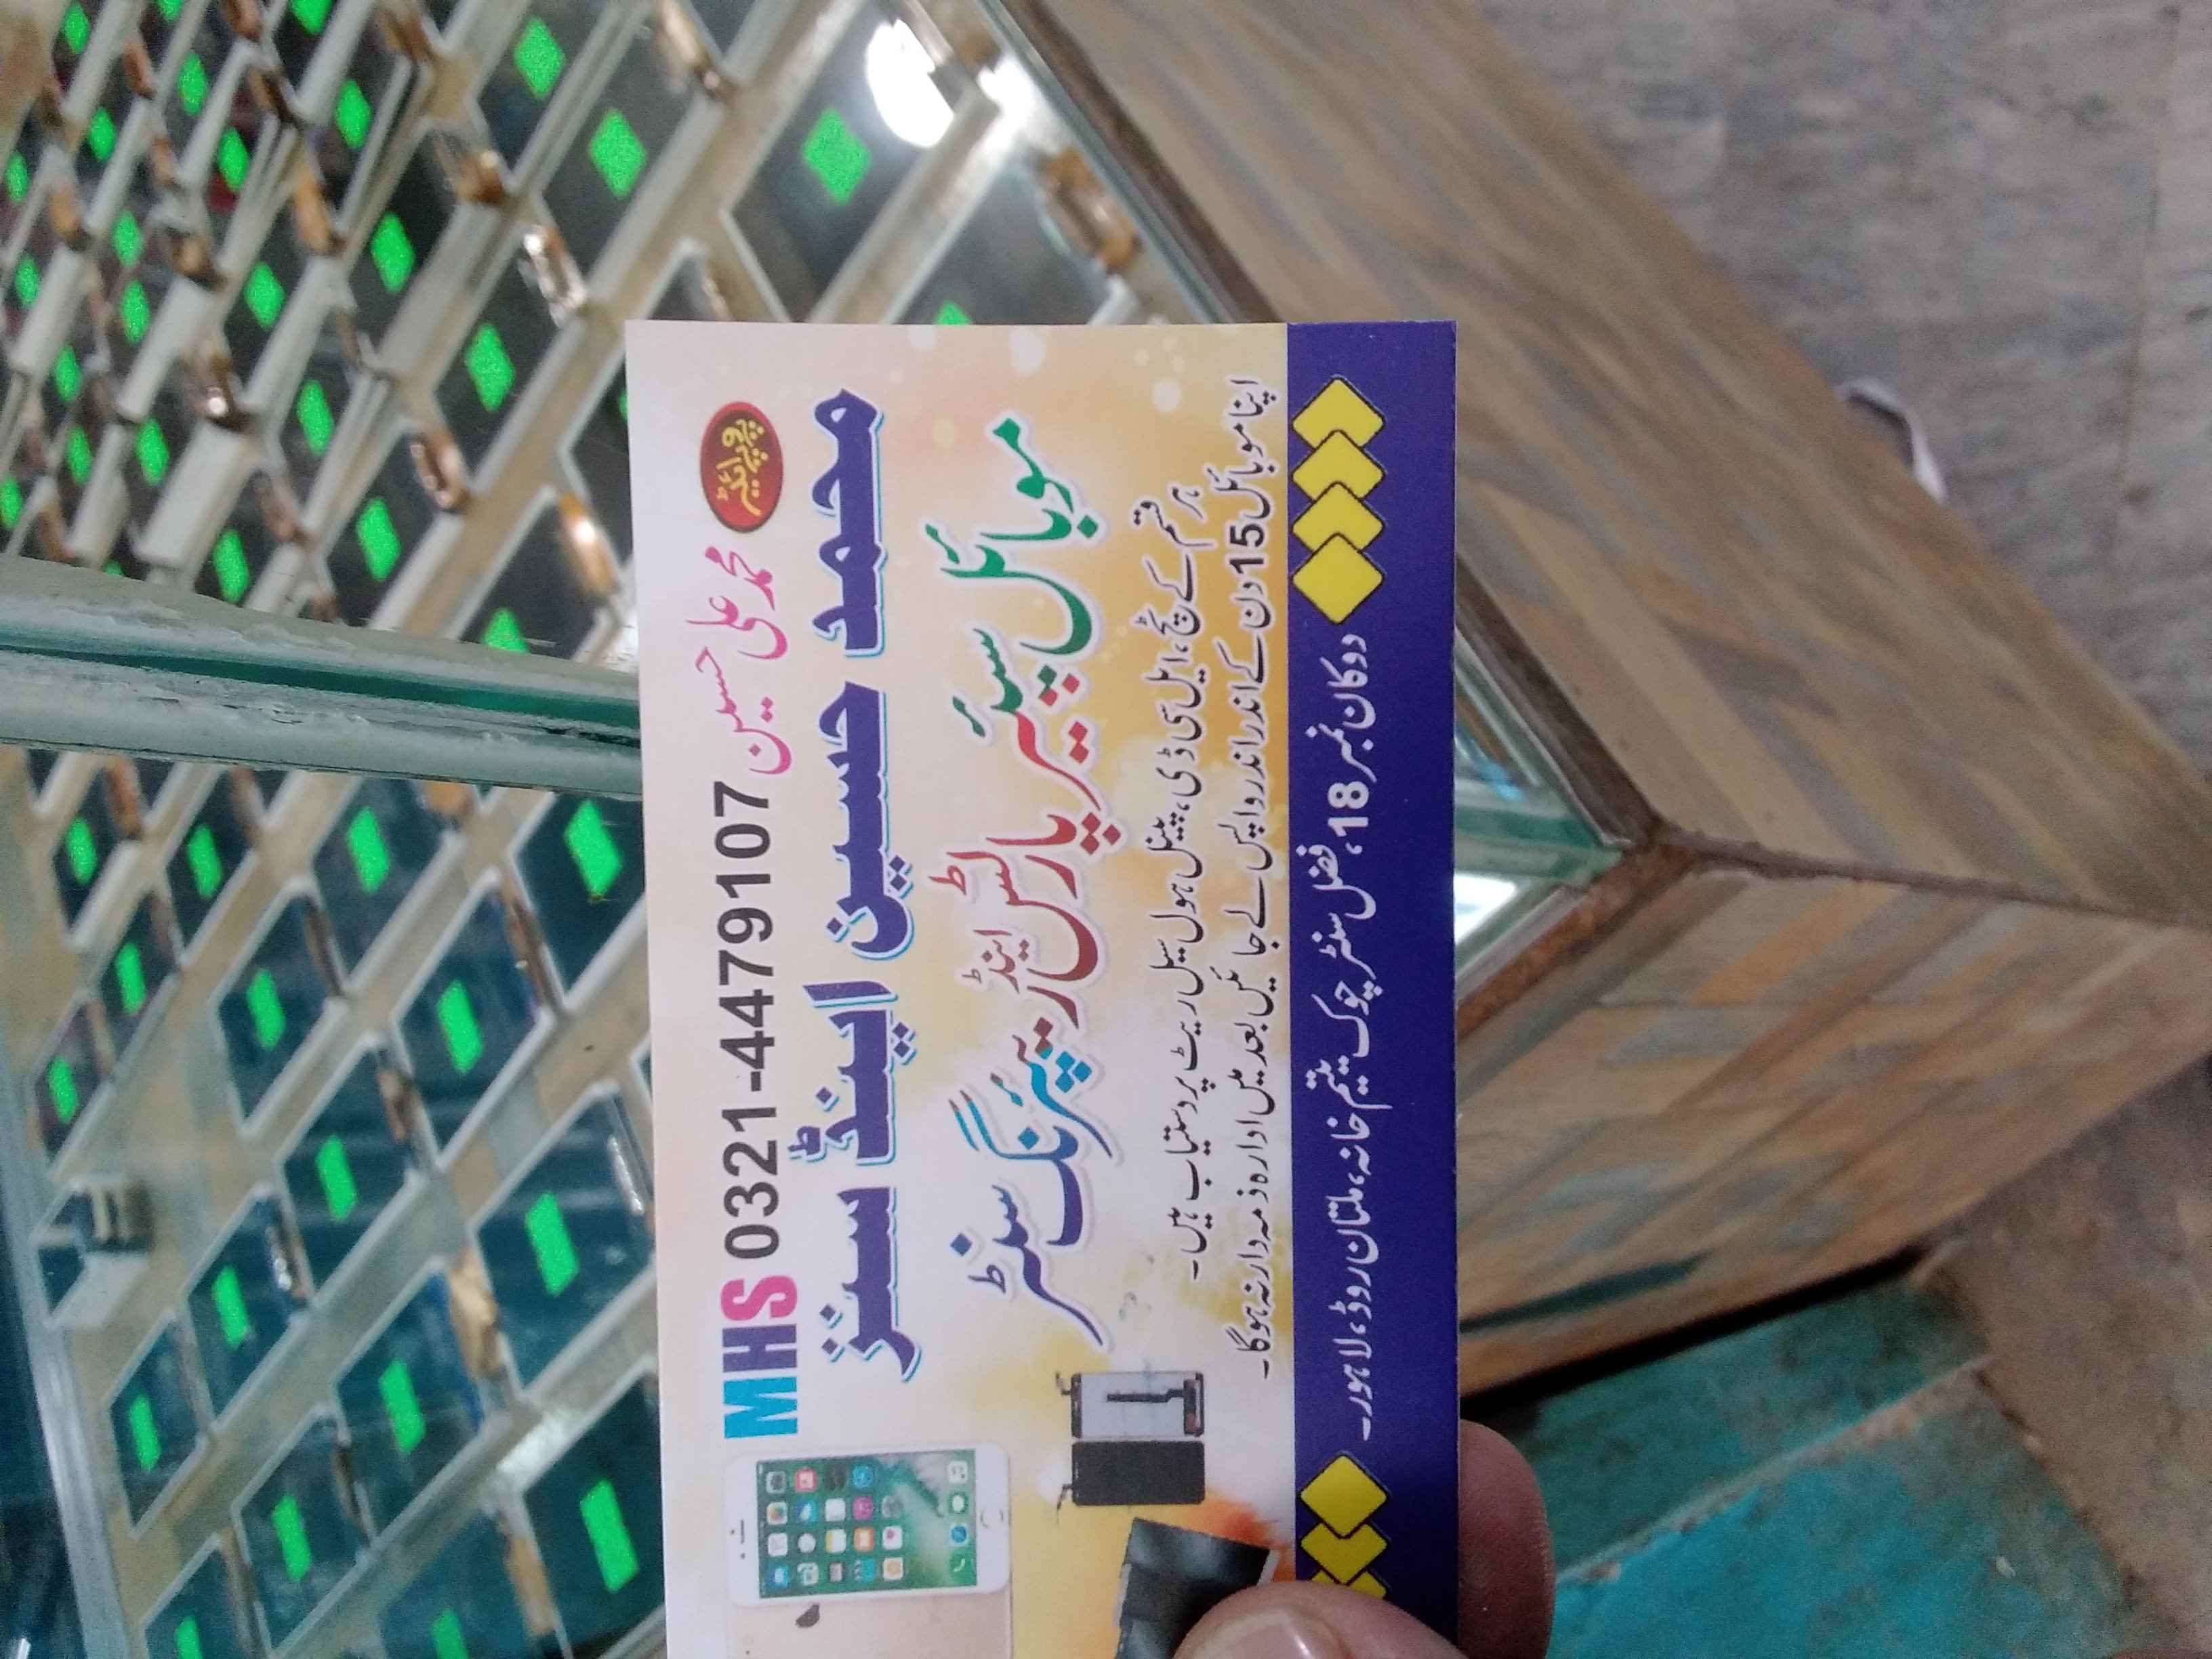 پروپرائیٹر محمد علی حسین 0321-4479107 MHS
محمد حسین اینڈ سنز
موبائل سپئیر پارٹس اینڈ ریپئرنگ سنٹر
ہر قسم کے ٹچ، ایل سی ڈی، پینل ہول سیل ریٹ پر دستیاب ہیں۔
اپنا موبائل 15 دن کے اندر اندر واپس لے جائیں بعد میں ادارہ ذمہ دار نہ ہوگا۔
دوکان نمبر 18، فضل سنٹر چوک یتیم خانہ، ملتان روڈ، لاہور۔